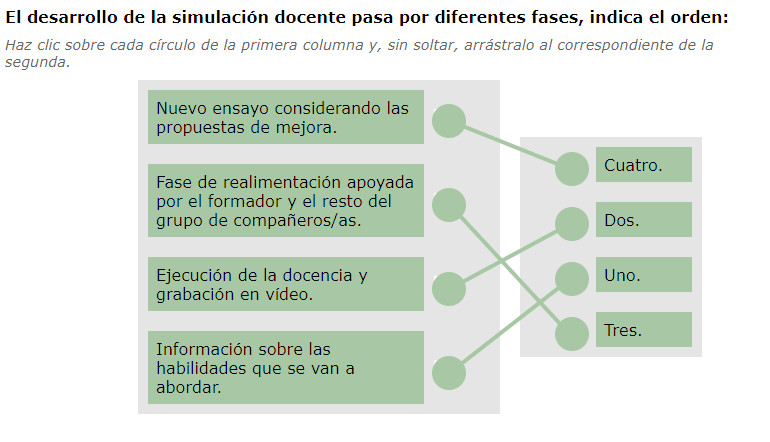 El desarrollo de la simulación docente pasa por diferentes fases, indica el orden:
Haz clic sobre cada círculo de la primera columna y, sin soltar, arrástralo al correspondiente de la
segunda.
Nuevo ensayo considerando las
propuestas de mejora.
Fase de realimentación apoyada
por el formador y el resto del
grupo de compañeros/as.
Ejecución de la docencia y
grabación en vídeo.
Información sobre las
habilidades que se van a
abordar.
Cuatro.
Dos.
Uno.
Tres.